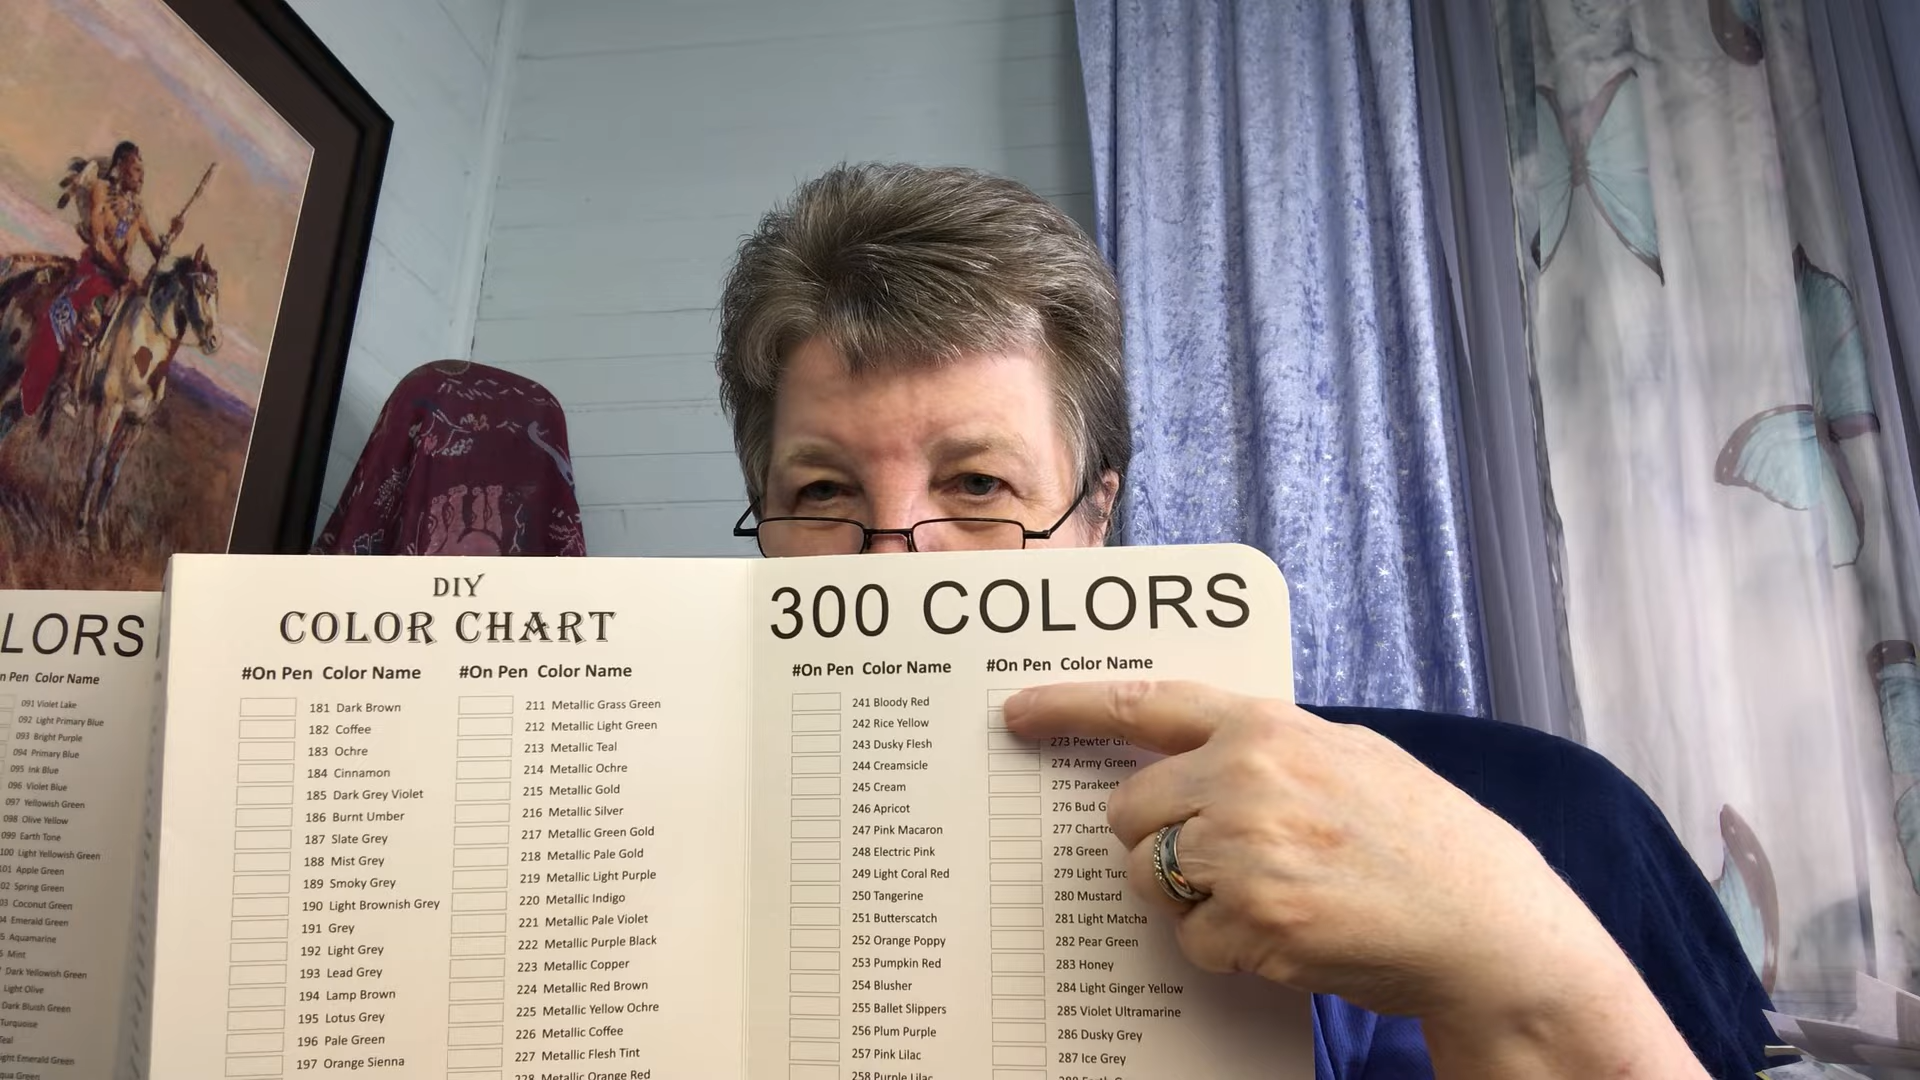 LORS
n Pen Color Name
091 Violet Lake
092 Light Primary Blue
093 Bright Purple
094 Primary Blue
095 Ink Blue
096 Violet Blue
097 Yellowish Green
098 Olive Yellow
099 Earth Tone
100 Light Yellowish Green
101 Apple Green
02 Spring Green
03 Coconut Green
04 Emerald Green
5 Aquamarine
Mint
Dark Yellowish Green
Light Olive
Dark Bluish Green
Turquoise
Teal
ght Emerald Green
qua Green
DIY
COLOR CHART
#On Pen Color Name
181 Dark Brown
182 Coffee
183 Ochre
184 Cinnamon
185 Dark Grey Violet
186 Burnt Umber
187 Slate Grey
188 Mist Grey
189 Smoky Grey
190 Light Brownish Grey
191 Grey
192 Light Grey
193 Lead Grey
194 Lamp Brown
195 Lotus Grey
196 Pale Green
197 Orange Sienna
#On Pen Color Name
211 Metallic Grass Green
212 Metallic Light Green
213 Metallic Teal
214 Metallic Ochre
215 Metallic Gold
216 Metallic Silver
217 Metallic Green Gold
218 Metallic Pale Gold
219 Metallic Light Purple
220 Metallic Indigo
221 Metallic Pale Violet
222 Metallic Purple Black
223 Metallic Copper
224 Metallic Red Brown
225 Metallic Yellow Ochre
226 Metallic Coffee
227 Metallic Flesh Tint
228 Metallic Orange Red
300 COLORS
#On Pen Color Name
241 Bloody Red
242 Rice Yellow
243 Dusky Flesh
244 Creamsicle
245 Cream
246 Apricot
247 Pink Macaron
248 Electric Pink
249 Light Coral Red
250 Tangerine
251 Butterscatch
252 Orange Poppy
253 Pumpkin Red
254 Blusher
255 Ballet Slippers
256 Plum Purple
257 Pink Lilac
258 Purple Lilac
#On Pen Color Name
273 Pewter Gre
274 Army Green
275 Parakeet
276 Bud G
277 Chartre
278 Green
279 Light Turq
280 Mustard
281 Light Matcha
282 Pear Green
283 Honey
284 Light Ginger Yellow
285 Violet Ultramarine
286 Dusky Grey
287 Ice Grey